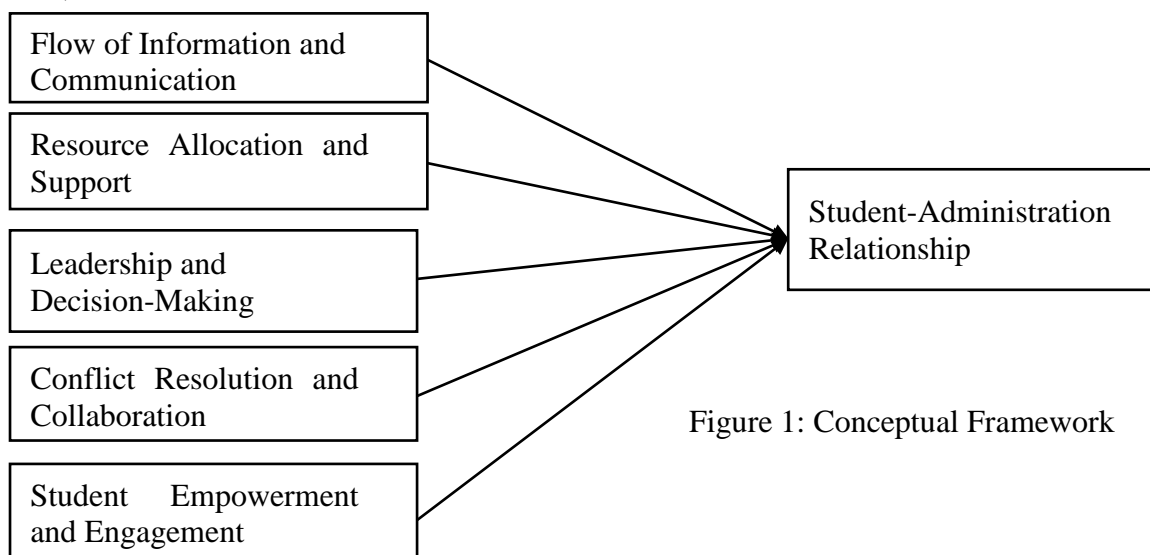 Flow of Information and
Communication
Resource Allocation and
Support
Leadership and
Decision-Making
Conflict Resolution and
Collaboration
Student Empowerment
and Engagement
Student-Administration
Relationship
Figure 1: Conceptual Framework